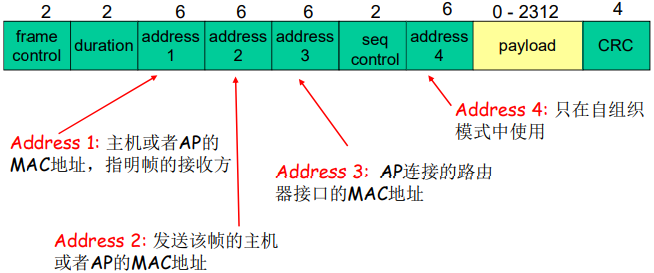 2 2 6 6 6 2 6 0 - 2312 4
frame control duration address 1 address 2 address 3 seq control address 4 payload CRC
Address 4: 只在自组织
模式中使用
Address 1: 主机或者AP的
MAC地址，指明帧的接收方
Address 3: AP连接的路由
器接口的MAC地址
Address 2: 发送该帧的主机
或者AP的MAC地址